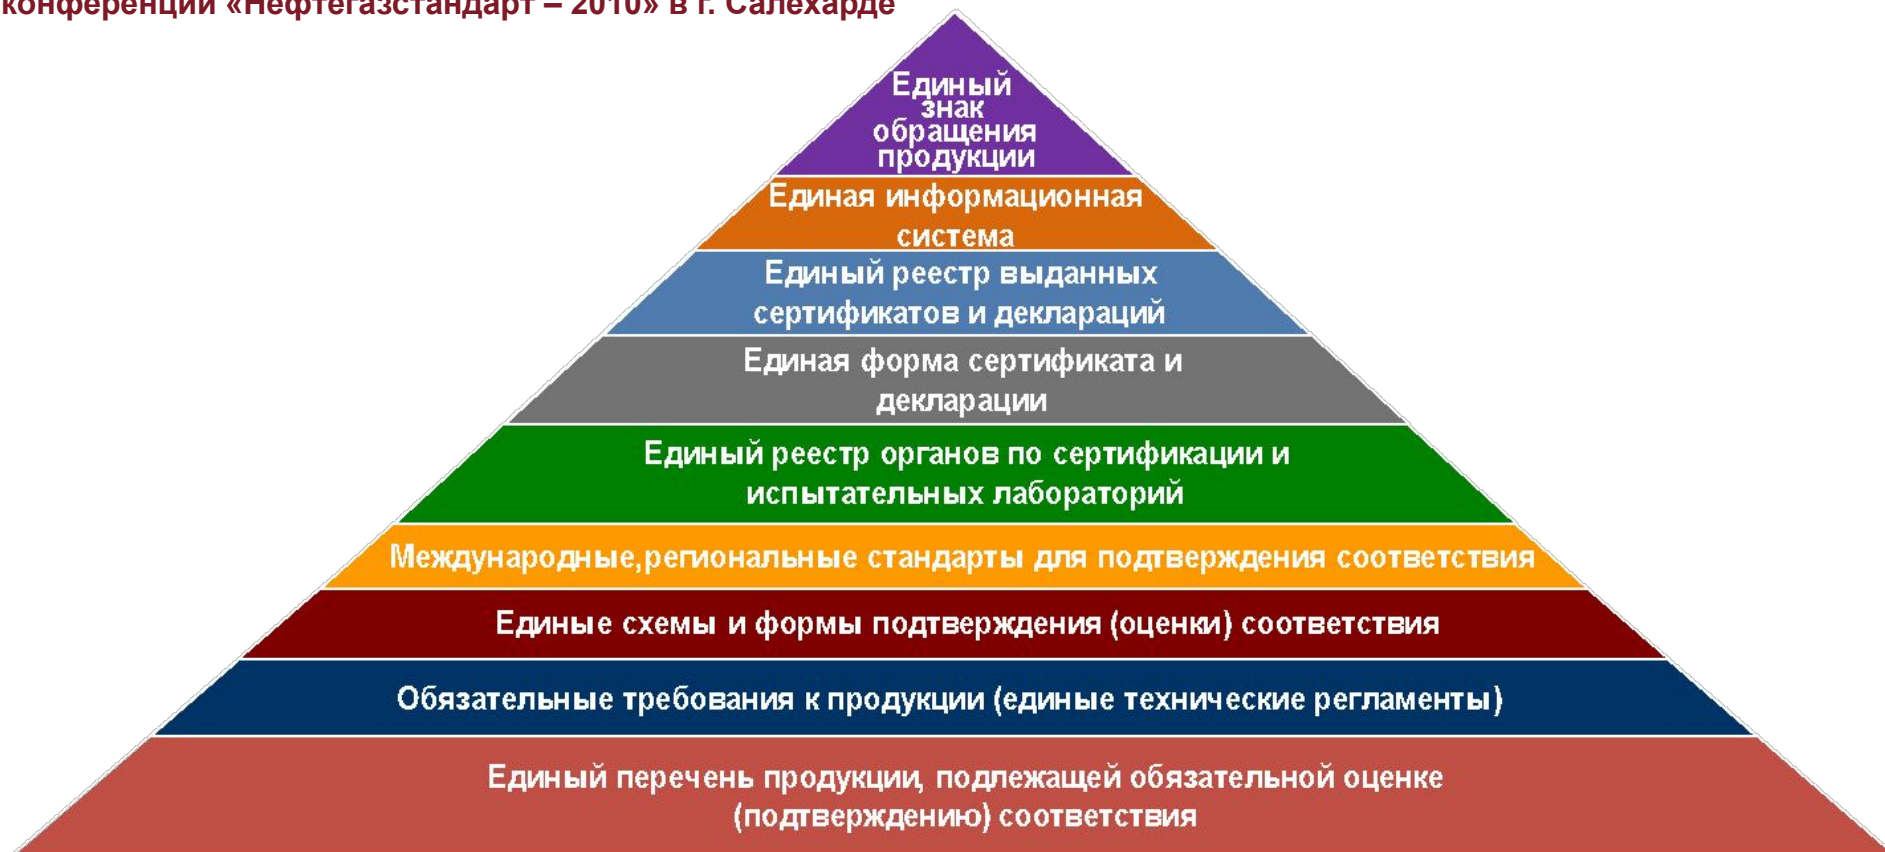 конференции «Нефтегазстандарт – 2010» в г. Салехарде
Единый
знак
обращения
продукции
Единая информационная
система
Единый реестр выданных
сертификатов и деклараций
Единая форма сертификата и
декларации
Единый реестр органов по сертификации и
испытательных лабораторий
Международные,региональные стандарты для подтверждения соответствия
Единые схемы и формы подтверждения (оценки) соответствия
Обязательные требования к продукции (единые технические регламенты)
Единый перечень продукции, подлежащей обязательной оценке
(подтверждению) соответствия